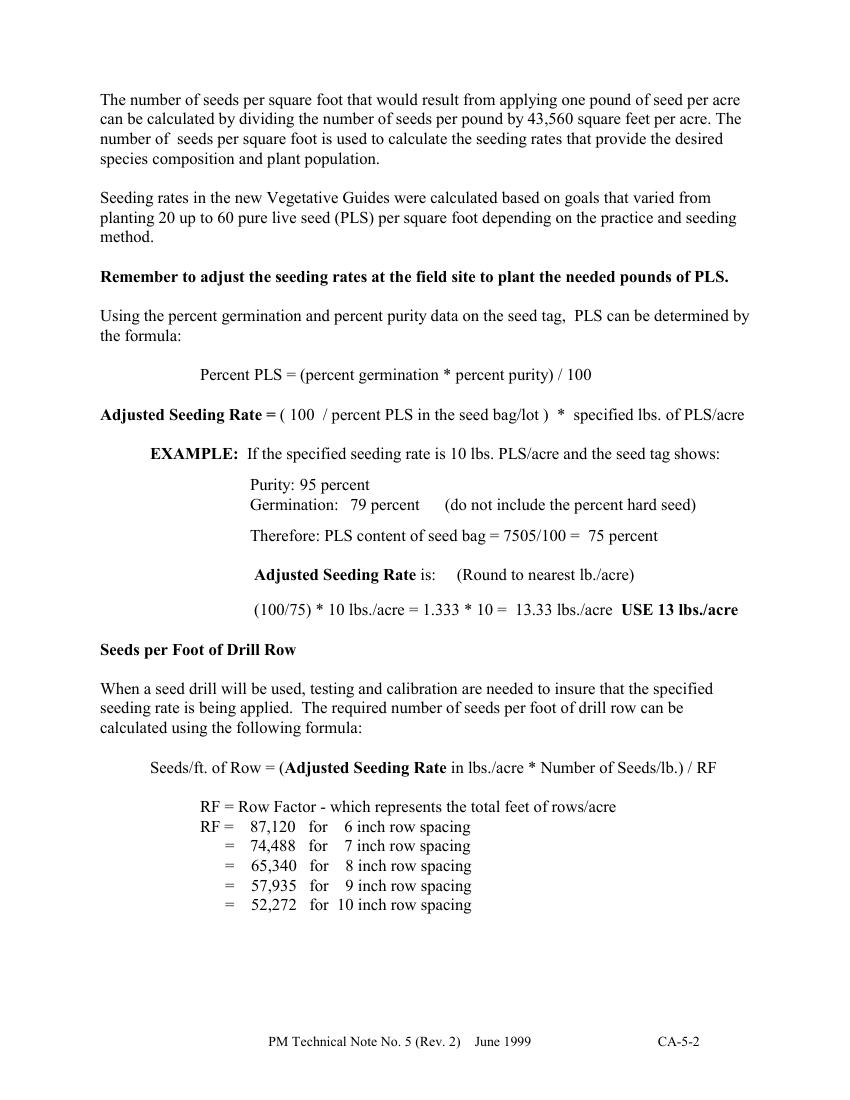 The number of seeds per square foot that would result from applying one pound of seed per acre
can be calculated by dividing the number of seeds per pound by 43,560 square feet per acre. The
number of  seeds per square foot is used to calculate the seeding rates that provide the desired
species composition and plant population.
Seeding rates in the new Vegetative Guides were calculated based on goals that varied from
planting 20 up to 60 pure live seed (PLS) per square foot depending on the practice and seeding
method.
Remember to adjust the seeding rates at the field site to plant the needed pounds of PLS.
Using the percent germination and percent purity data on the seed tag,  PLS can be determined by
the formula:
Percent PLS = (percent germination * percent purity) / 100
Adjusted Seeding Rate = ( 100  / percent PLS in the seed bag/lot )  *  specified lbs. of PLS/acre
EXAMPLE:  If the specified seeding rate is 10 lbs. PLS/acre and the seed tag shows:
Purity: 95 percent
Germination:   79 percent      (do not include the percent hard seed)
Therefore: PLS content of seed bag = 7505/100 =  75 percent
Adjusted Seeding Rate is:     (Round to nearest lb./acre)
(100/75) * 10 lbs./acre = 1.333 * 10 =  13.33 lbs./acre  USE 13 lbs./acre
Seeds per Foot of Drill Row
When a seed drill will be used, testing and calibration are needed to insure that the specified
seeding rate is being applied.  The required number of seeds per foot of drill row can be
calculated using the following formula:
Seeds/ft. of Row = (Adjusted Seeding Rate in lbs./acre * Number of Seeds/lb.) / RF
RF = Row Factor - which represents the total feet of rows/acre
RF =    87,120   for    6 inch row spacing
=    74,488   for    7 inch row spacing
=    65,340   for    8 inch row spacing
=    57,935   for    9 inch row spacing
=    52,272   for  10 inch row spacing
PM Technical Note No. 5 (Rev. 2)    June 1999    CA-5-2